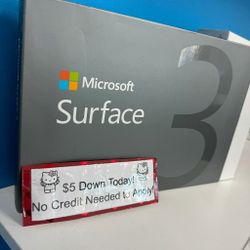 Microsoft
Surface 3
$5 Down Today!
No Credit Needed to Apply!